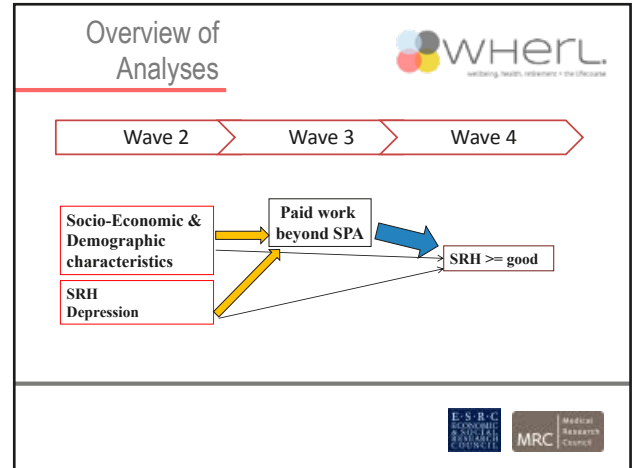 Overview of
Analyses
WHERL.
wellbeing, health, retirement + the lifecourse
Wave 2
Wave 3
Wave 4
Socio-Economic &
Demographic
characteristics
Paid work
beyond SPA
SRH >= good
SRH
Depression
E·S·R·C
ECONOMIC
& SOCIAL
RESEARCH
COUNCIL
MRC
Medical
Research
Council